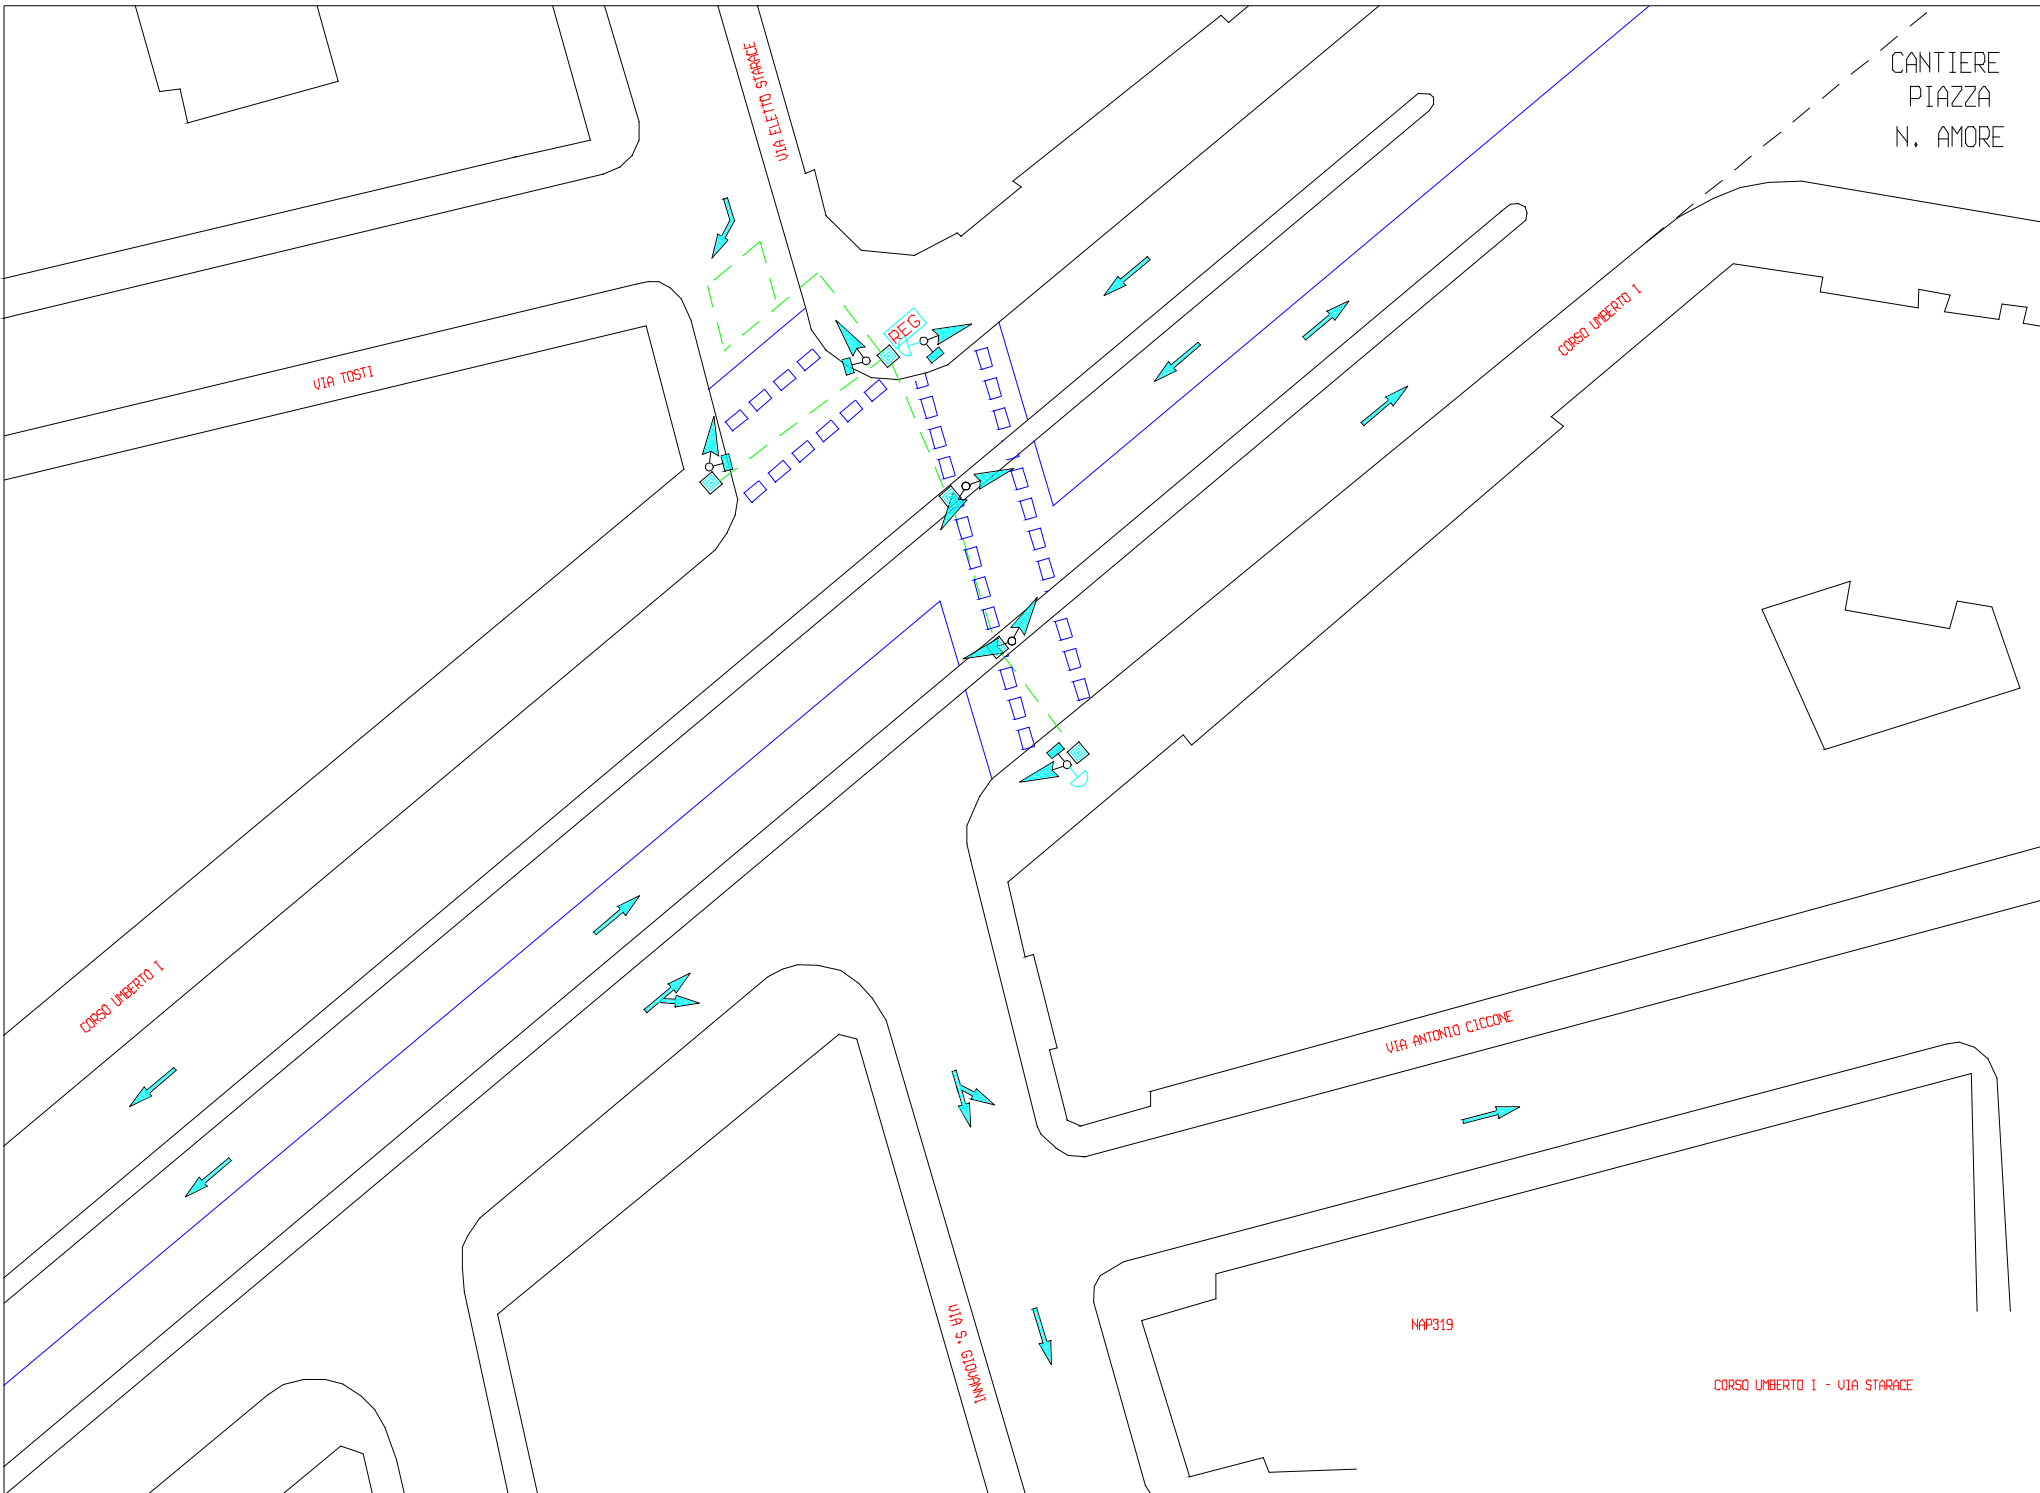 VIA ELETTO STARACE
CANTIERE
PIAZZA
N. AMORE
REG
CORSO UMBERTO I
VIA TOSTI
CORSO UMBERTO I
VIA ANTONIO CICCONE
VIA S. GIOVANNI
NAP319
CORSO UMBERTO I - VIA STARACE